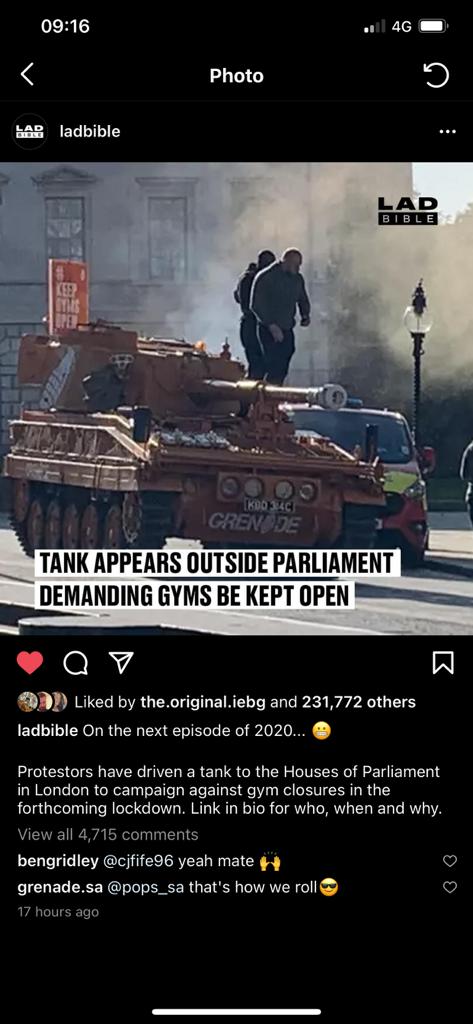 09:16
4G
Photo
LAD
BIBLE
ladbible
LAD
BIBLE
#
KEEP
GYMS
OPEN
GRENADE
TANK APPEARS OUTSIDE PARLIAMENT
DEMANDING GYMS BE KEPT OPEN
Liked by the.original.iebg and 231,772 others
ladbible On the next episode of 2020... 😬
Protestors have driven a tank to the Houses of Parliament
in London to campaign against gym closures in the
forthcoming lockdown. Link in bio for who, when and why.
View all 4,715 comments
bengridley @cjfife96 yeah mate 🙌
grenade.sa @pops_sa that's how we roll😎
17 hours ago